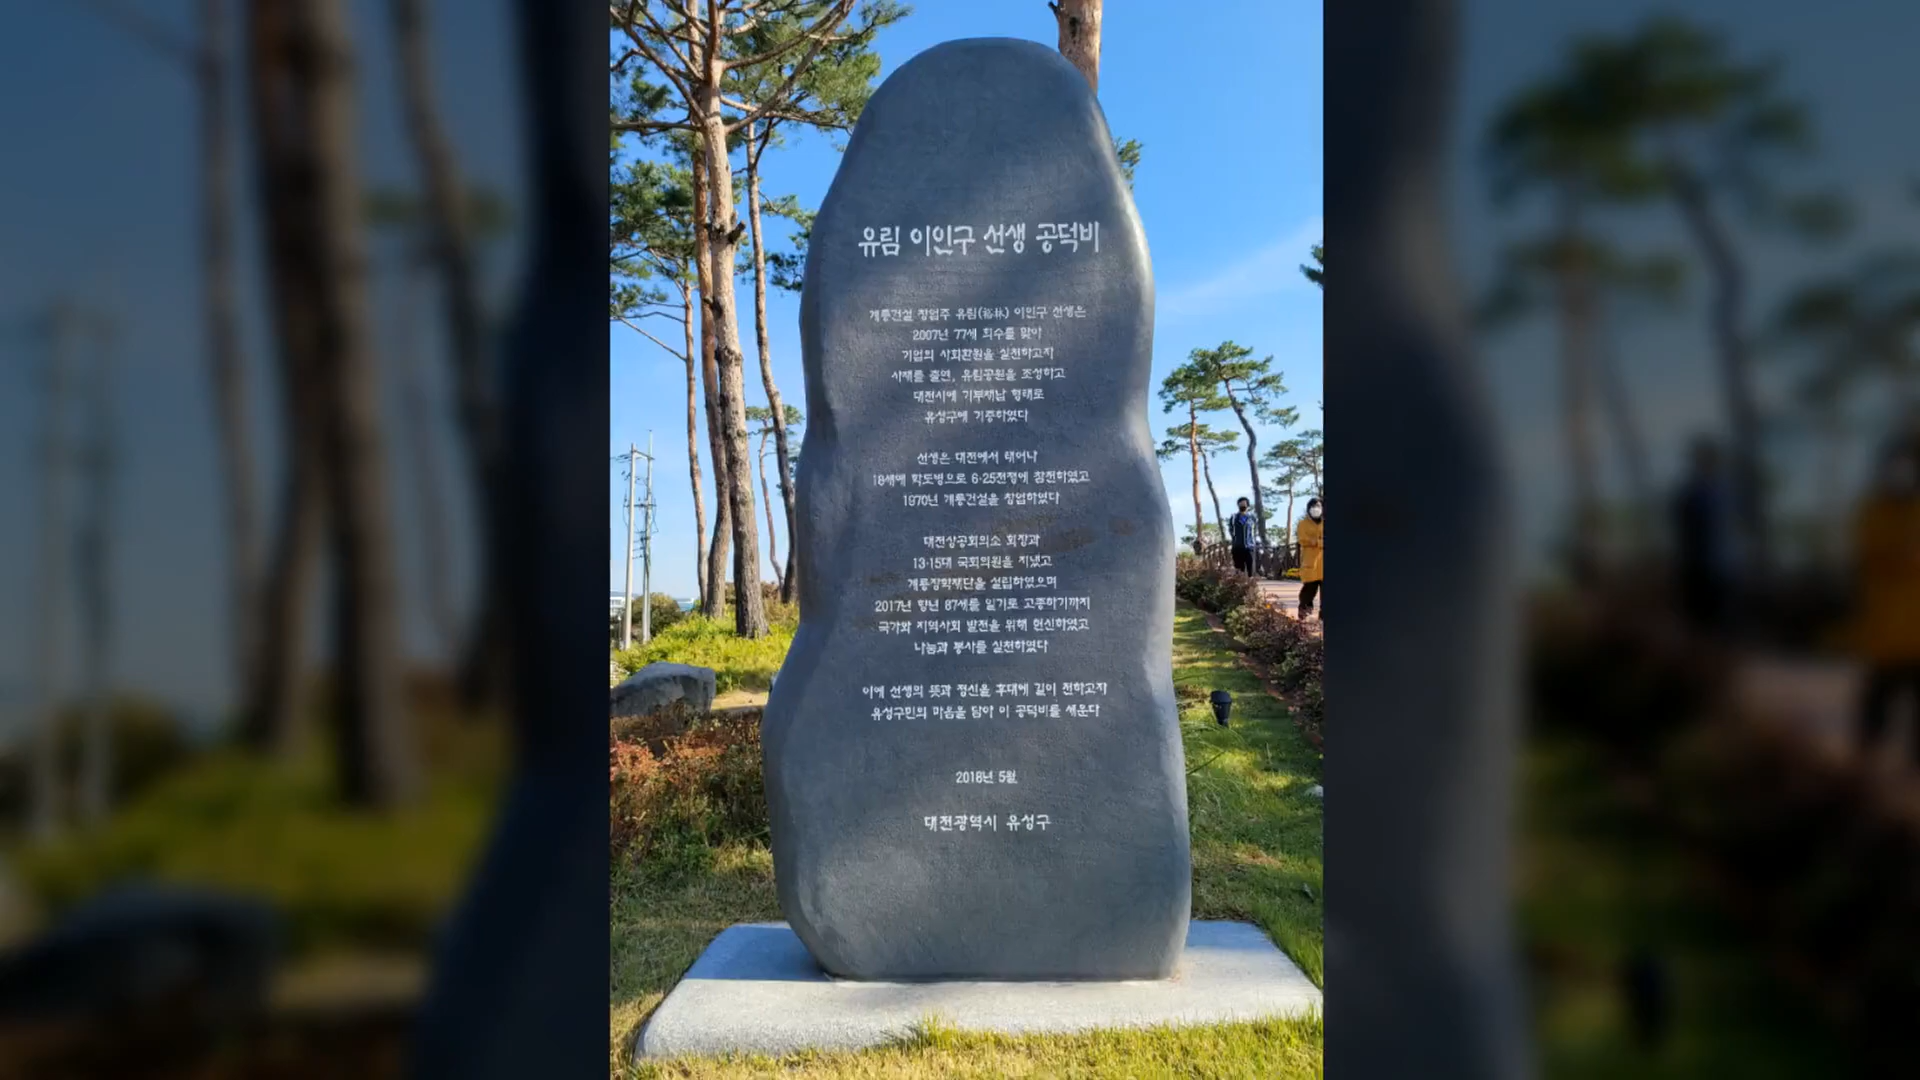 유림 이인구 선생 공덕비
계룡건설 창업주 유림(裕林) 이인구 선생은
2007년 77세 희수를 맞아
기업의 사회환원을 실천하고자
사재를 출연, 유림공원을 조성하고
대전시에 기부채납 형태로
유성구에 기증하였다
선생은 대전에서 태어나
18세에 학도병으로 6·25전쟁에 참전하였고
1970년 계룡건설을 창업하였다
대전상공회의소 회장과
13·15대 국회의원을 지냈고
계룡장학재단을 설립하였으며
2017년 향년 87세를 일기로 고종하기까지
국가와 지역사회 발전을 위해 헌신하였고
나눔과 봉사를 실천하였다
이에 선생의 뜻과 정신을 후대에 길이 전하고자
유성구민의 마음을 담아 이 공덕비를 세운다
2018년 5월
대전광역시 유성구